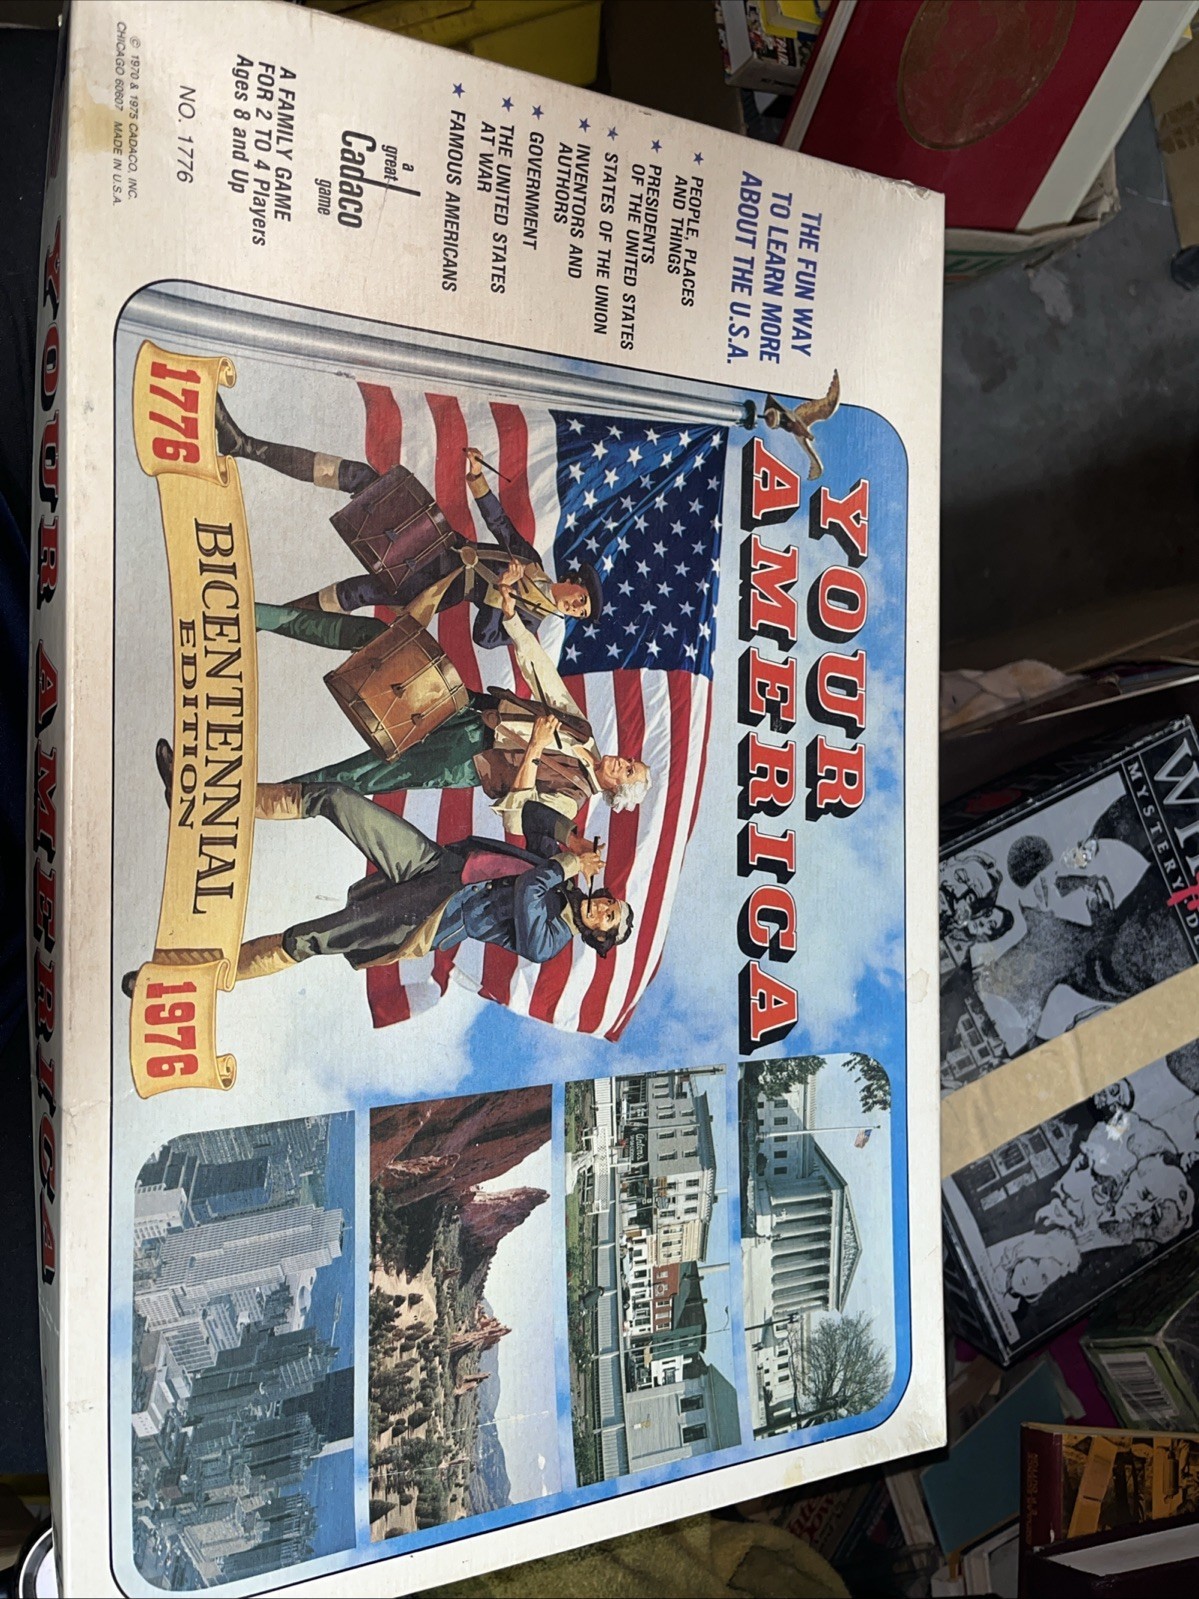 THE FUN WAY
TO LEARN MORE
ABOUT THE U.S.A.
★ PEOPLE, PLACES
AND THINGS
★ PRESIDENTS
OF THE UNITED STATES
★ STATES OF THE UNION
★ INVENTORS AND
AUTHORS
★ GOVERNMENT
★ THE UNITED STATES
AT WAR
★ FAMOUS AMERICANS
a
great
Cadaco
game
A FAMILY GAME
FOR 2 TO 4 Players
Ages 8 and Up
NO. 1776
© 1970 & 1975 CADACO, INC.
CHICAGO 60607 MADE IN U.S.A.
YOUR
AMERICA
1776
BICENTENNIAL
EDITION
1976
YOUR AMERICA
MYSTERY